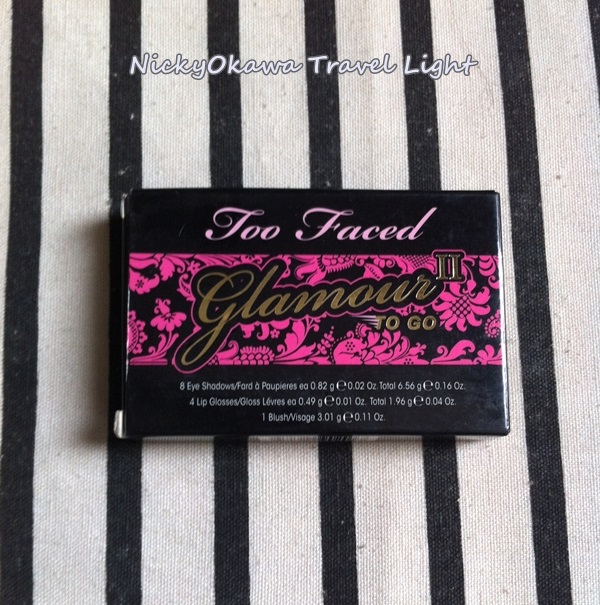 NickyOkawa Travel Light
Too Faced
Glamour II
TO GO
8 Eye Shadows/Fard à Paupieres ea 0.82 g ℮ 0.02 Oz. Total 6.56 g ℮ 0.16 Oz.
4 Lip Glosses/Gloss Lévres ea 0.49 g ℮ 0.01 Oz. Total 1.96 g ℮ 0.04 Oz.
1 Blush/Visage 3.01 g ℮ 0.11 Oz.